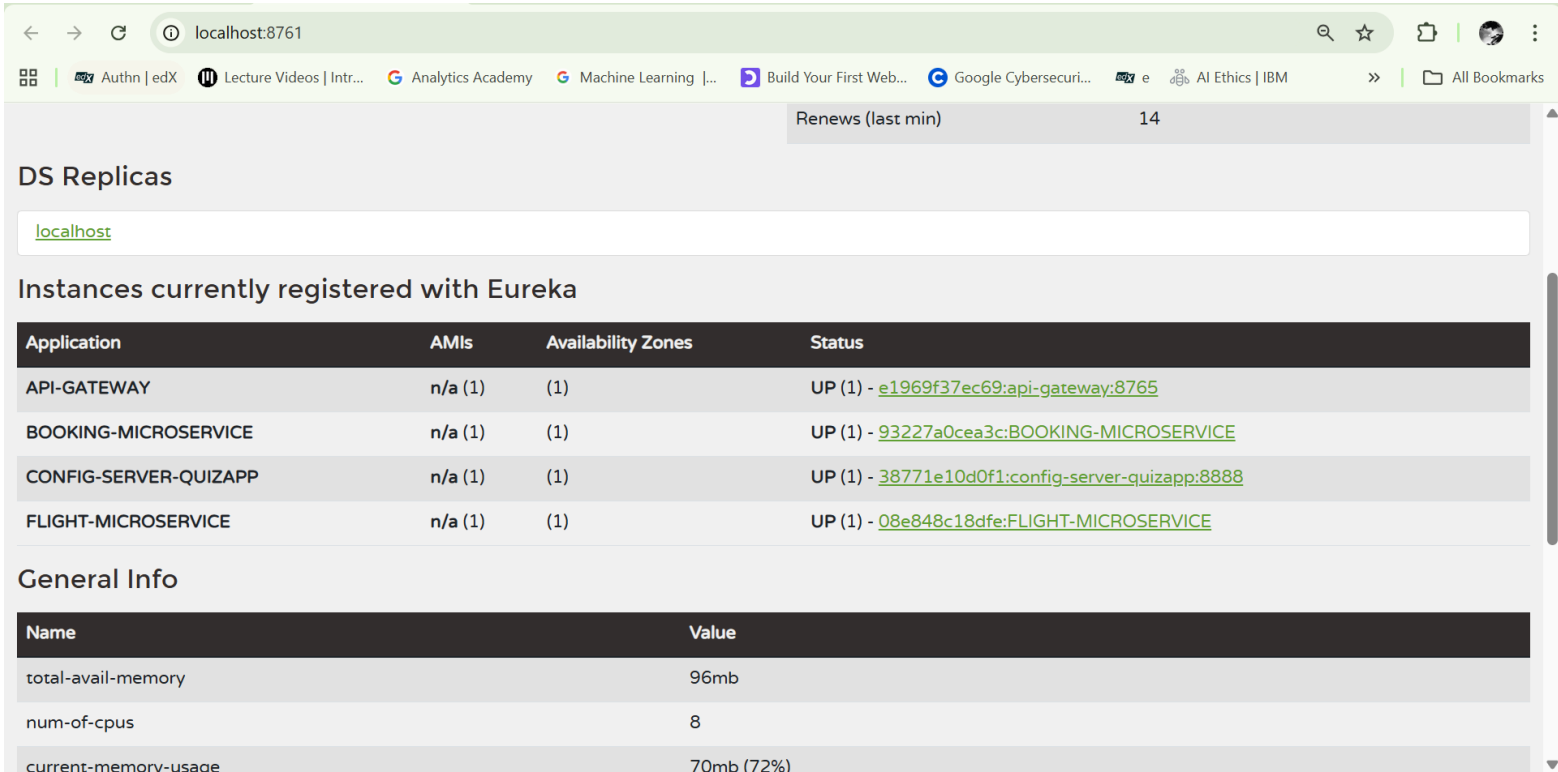 localhost:8761
edX Authn | edX Lecture Videos | Intr... G Analytics Academy G Machine Learning |... Build Your First Web... C Google Cybersecuri... edX e AI Ethics | IBM » All Bookmarks
Renews (last min) 14
DS Replicas
localhost
Instances currently registered with Eureka
Application AMIs Availability Zones Status
API-GATEWAY n/a (1) (1) UP (1) - e1969f37ec69:api-gateway:8765
BOOKING-MICROSERVICE n/a (1) (1) UP (1) - 93227a0cea3c:BOOKING-MICROSERVICE
CONFIG-SERVER-QUIZAPP n/a (1) (1) UP (1) - 38771e10d0f1:config-server-quizapp:8888
FLIGHT-MICROSERVICE n/a (1) (1) UP (1) - 08e848c18dfe:FLIGHT-MICROSERVICE
General Info
Name Value
total-avail-memory 96mb
num-of-cpus 8
current-memory-usage 70mb (72%)